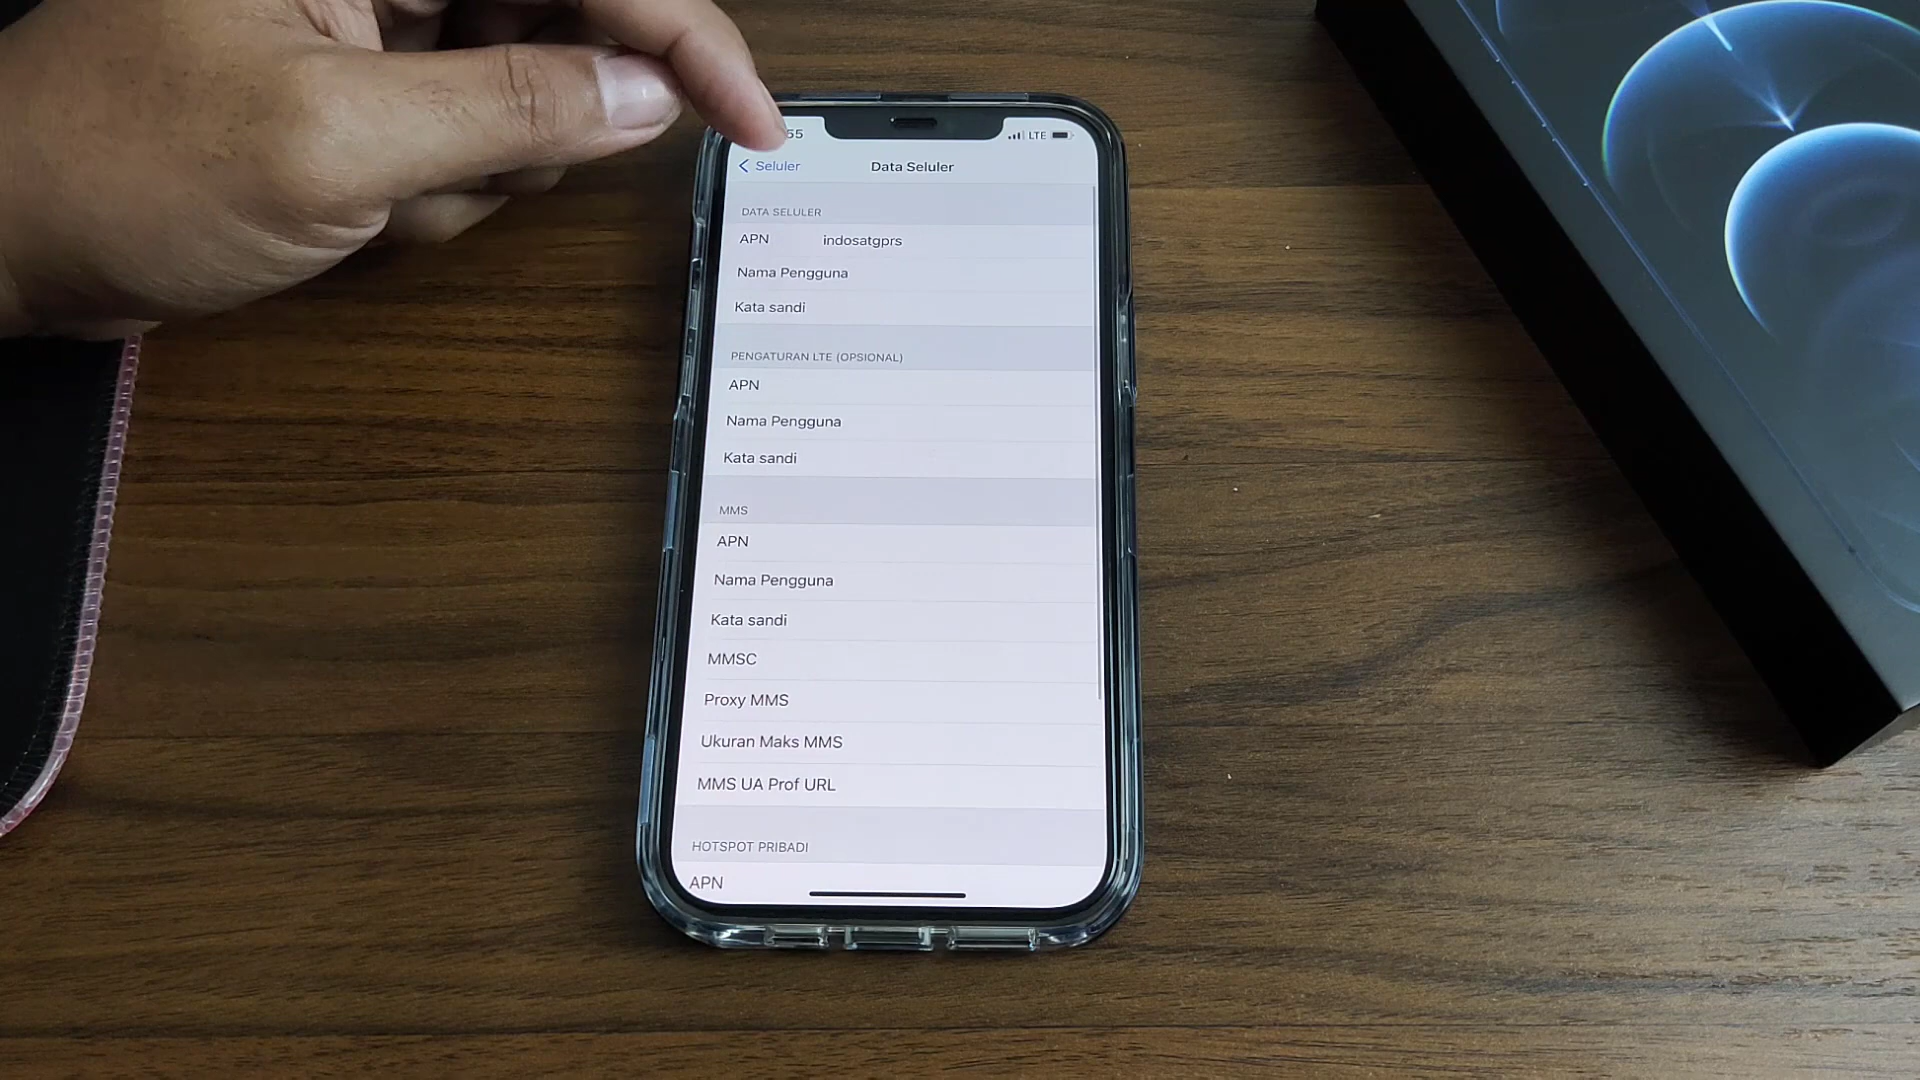 55
LTE
Seluler
Data Seluler
DATA SELULER
APN indosatgprs
Nama Pengguna
Kata sandi
PENGATURAN LTE (OPSIONAL)
APN
Nama Pengguna
Kata sandi
MMS
APN
Nama Pengguna
Kata sandi
MMSC
Proxy MMS
Ukuran Maks MMS
MMS UA Prof URL
HOTSPOT PRIBADI
APN